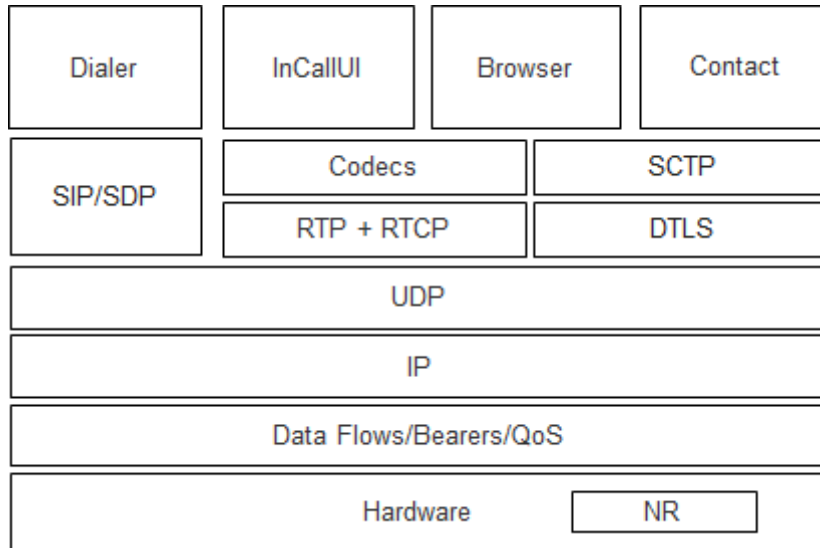 Dialer
InCallUI
Browser
Contact
SIP/SDP
Codecs
SCTP
RTP + RTCP
DTLS
UDP
IP
Data Flows/Bearers/QoS
Hardware
NR